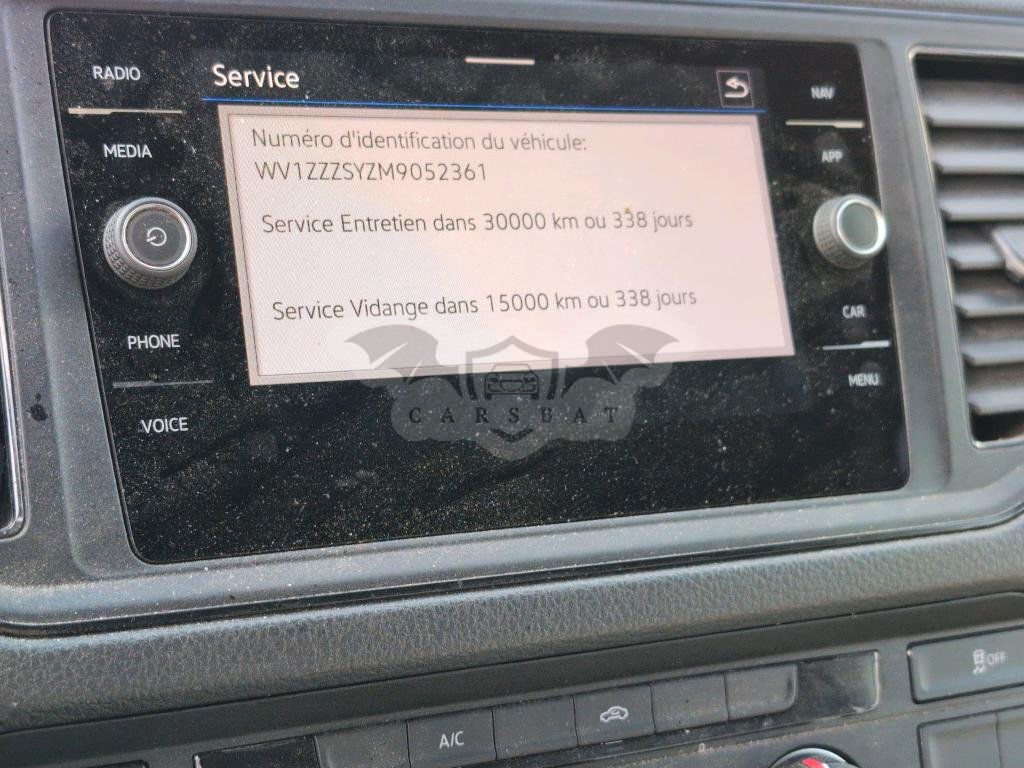 RADIO
Service
NAV
MEDIA
Numéro d'identification du véhicule:
WV1ZZZSYZM9052361
APP
Service Entretien dans 30000 km ou 338 jours
Service Vidange dans 15000 km ou 338 jours
PHONE
CAR
CARSBAT
MENU
VOICE
OFF
A/C